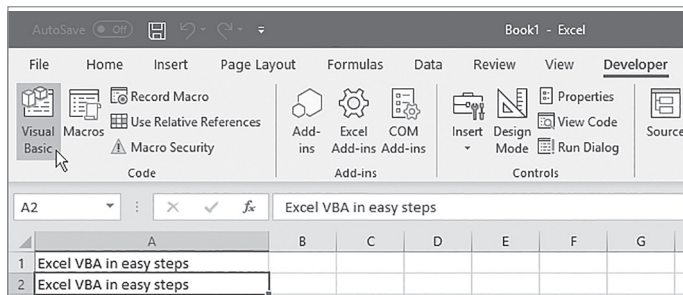 AutoSave Off Book1 - Excel
File Home Insert Page Layout Formulas Data Review View Developer
Visual Basic
Macros
Record Macro
Use Relative References
Macro Security
Code
Add-ins
Excel Add-ins
COM Add-ins
Add-ins
Insert
Design Mode
Properties
View Code
Run Dialog
Controls
Source
A2 fx Excel VBA in easy steps
A B C D E F G
1 Excel VBA in easy steps
2 Excel VBA in easy steps